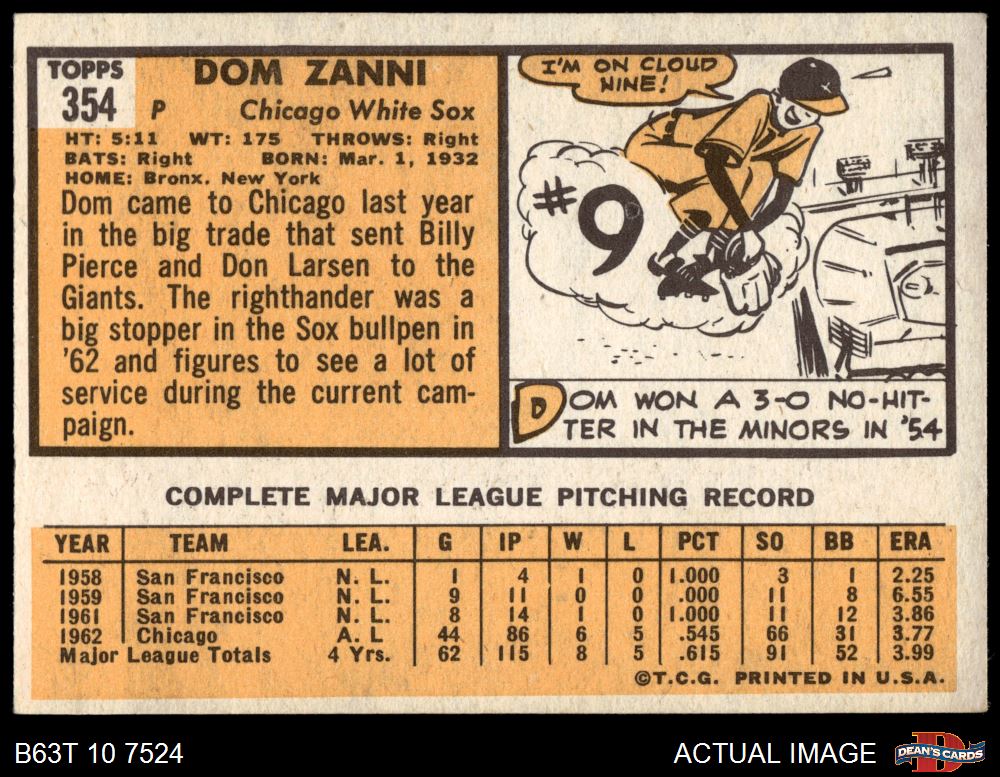 TOPPS
354
DOM ZANNI
P Chicago White Sox
HT: 5:11 WT: 175 THROWS: Right
BATS: Right BORN: Mar. 1, 1932
HOME: Bronx, New York
Dom came to Chicago last year
in the big trade that sent Billy
Pierce and Don Larsen to the
Giants. The righthander was a
big stopper in the Sox bullpen in
'62 and figures to see a lot of
service during the current cam-
paign.
I'M ON CLOUD
NINE!
#9
DOM WON A 3-0 NO-HIT-
TER IN THE MINORS IN '54
COMPLETE MAJOR LEAGUE PITCHING RECORD
YEAR TEAM LEA. G IP W L PCT SO BB ERA
1958 San Francisco N. L. 1 4 1 0 1.000 3 1 2.25
1959 San Francisco N. L. 9 11 0 0 .000 11 8 6.55
1961 San Francisco N. L. 8 14 1 0 1.000 11 12 3.86
1962 Chicago A. L 44 86 6 5 .545 66 31 3.77
Major League Totals 4 Yrs. 62 115 8 5 .615 91 52 3.99
©T.C.G. PRINTED IN U.S.A.
B63T 10 7524
ACTUAL IMAGE
DEAN'S CARDS